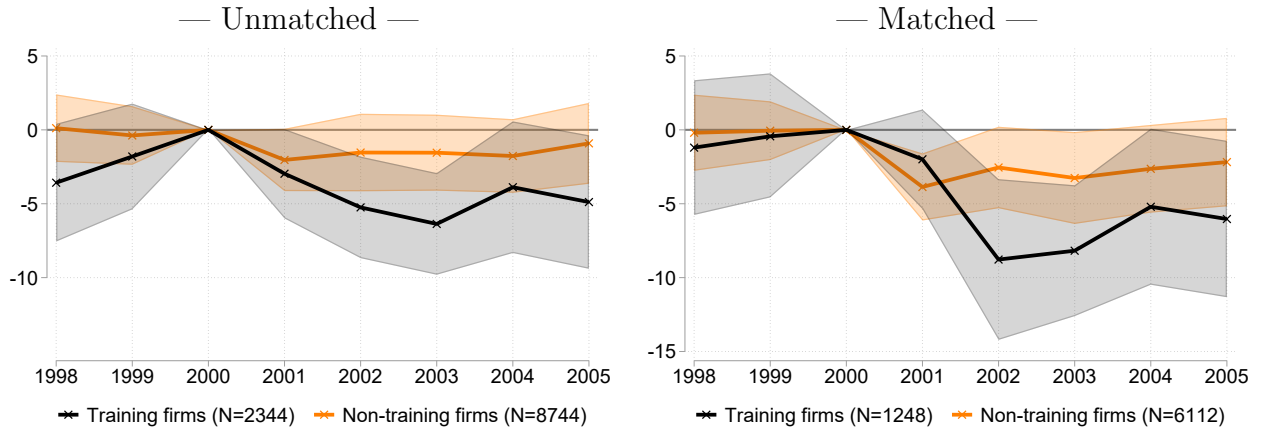 — Unmatched —
5
0
-5
-10
1998 1999 2000 2001 2002 2003 2004 2005
Training firms (N=2344) Non-training firms (N=8744)
— Matched —
5
0
-5
-10
-15
1998 1999 2000 2001 2002 2003 2004 2005
Training firms (N=1248) Non-training firms (N=6112)